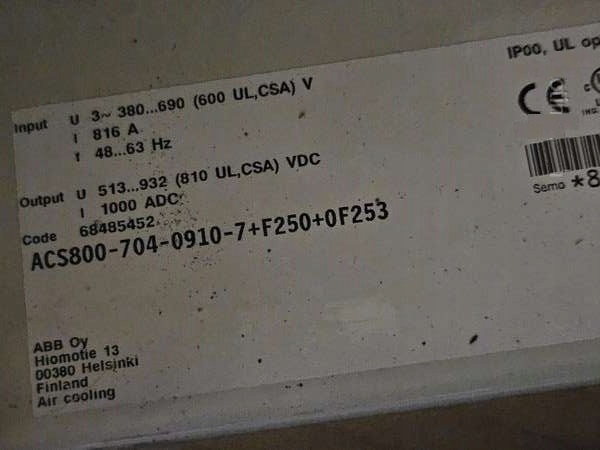 IP00, UL op
Input U 3~ 380...690 (600 UL,CSA) V
I 816 A
f 48...63 Hz
CE
Output U 513...932 (810 UL,CSA) VDC
I 1000 ADC
Code 68485452
Semo *8
ACS800-704-0910-7+F250+0F253
ABB Oy
Hiomotie 13
00380 Helsinki
Finland
Air cooling